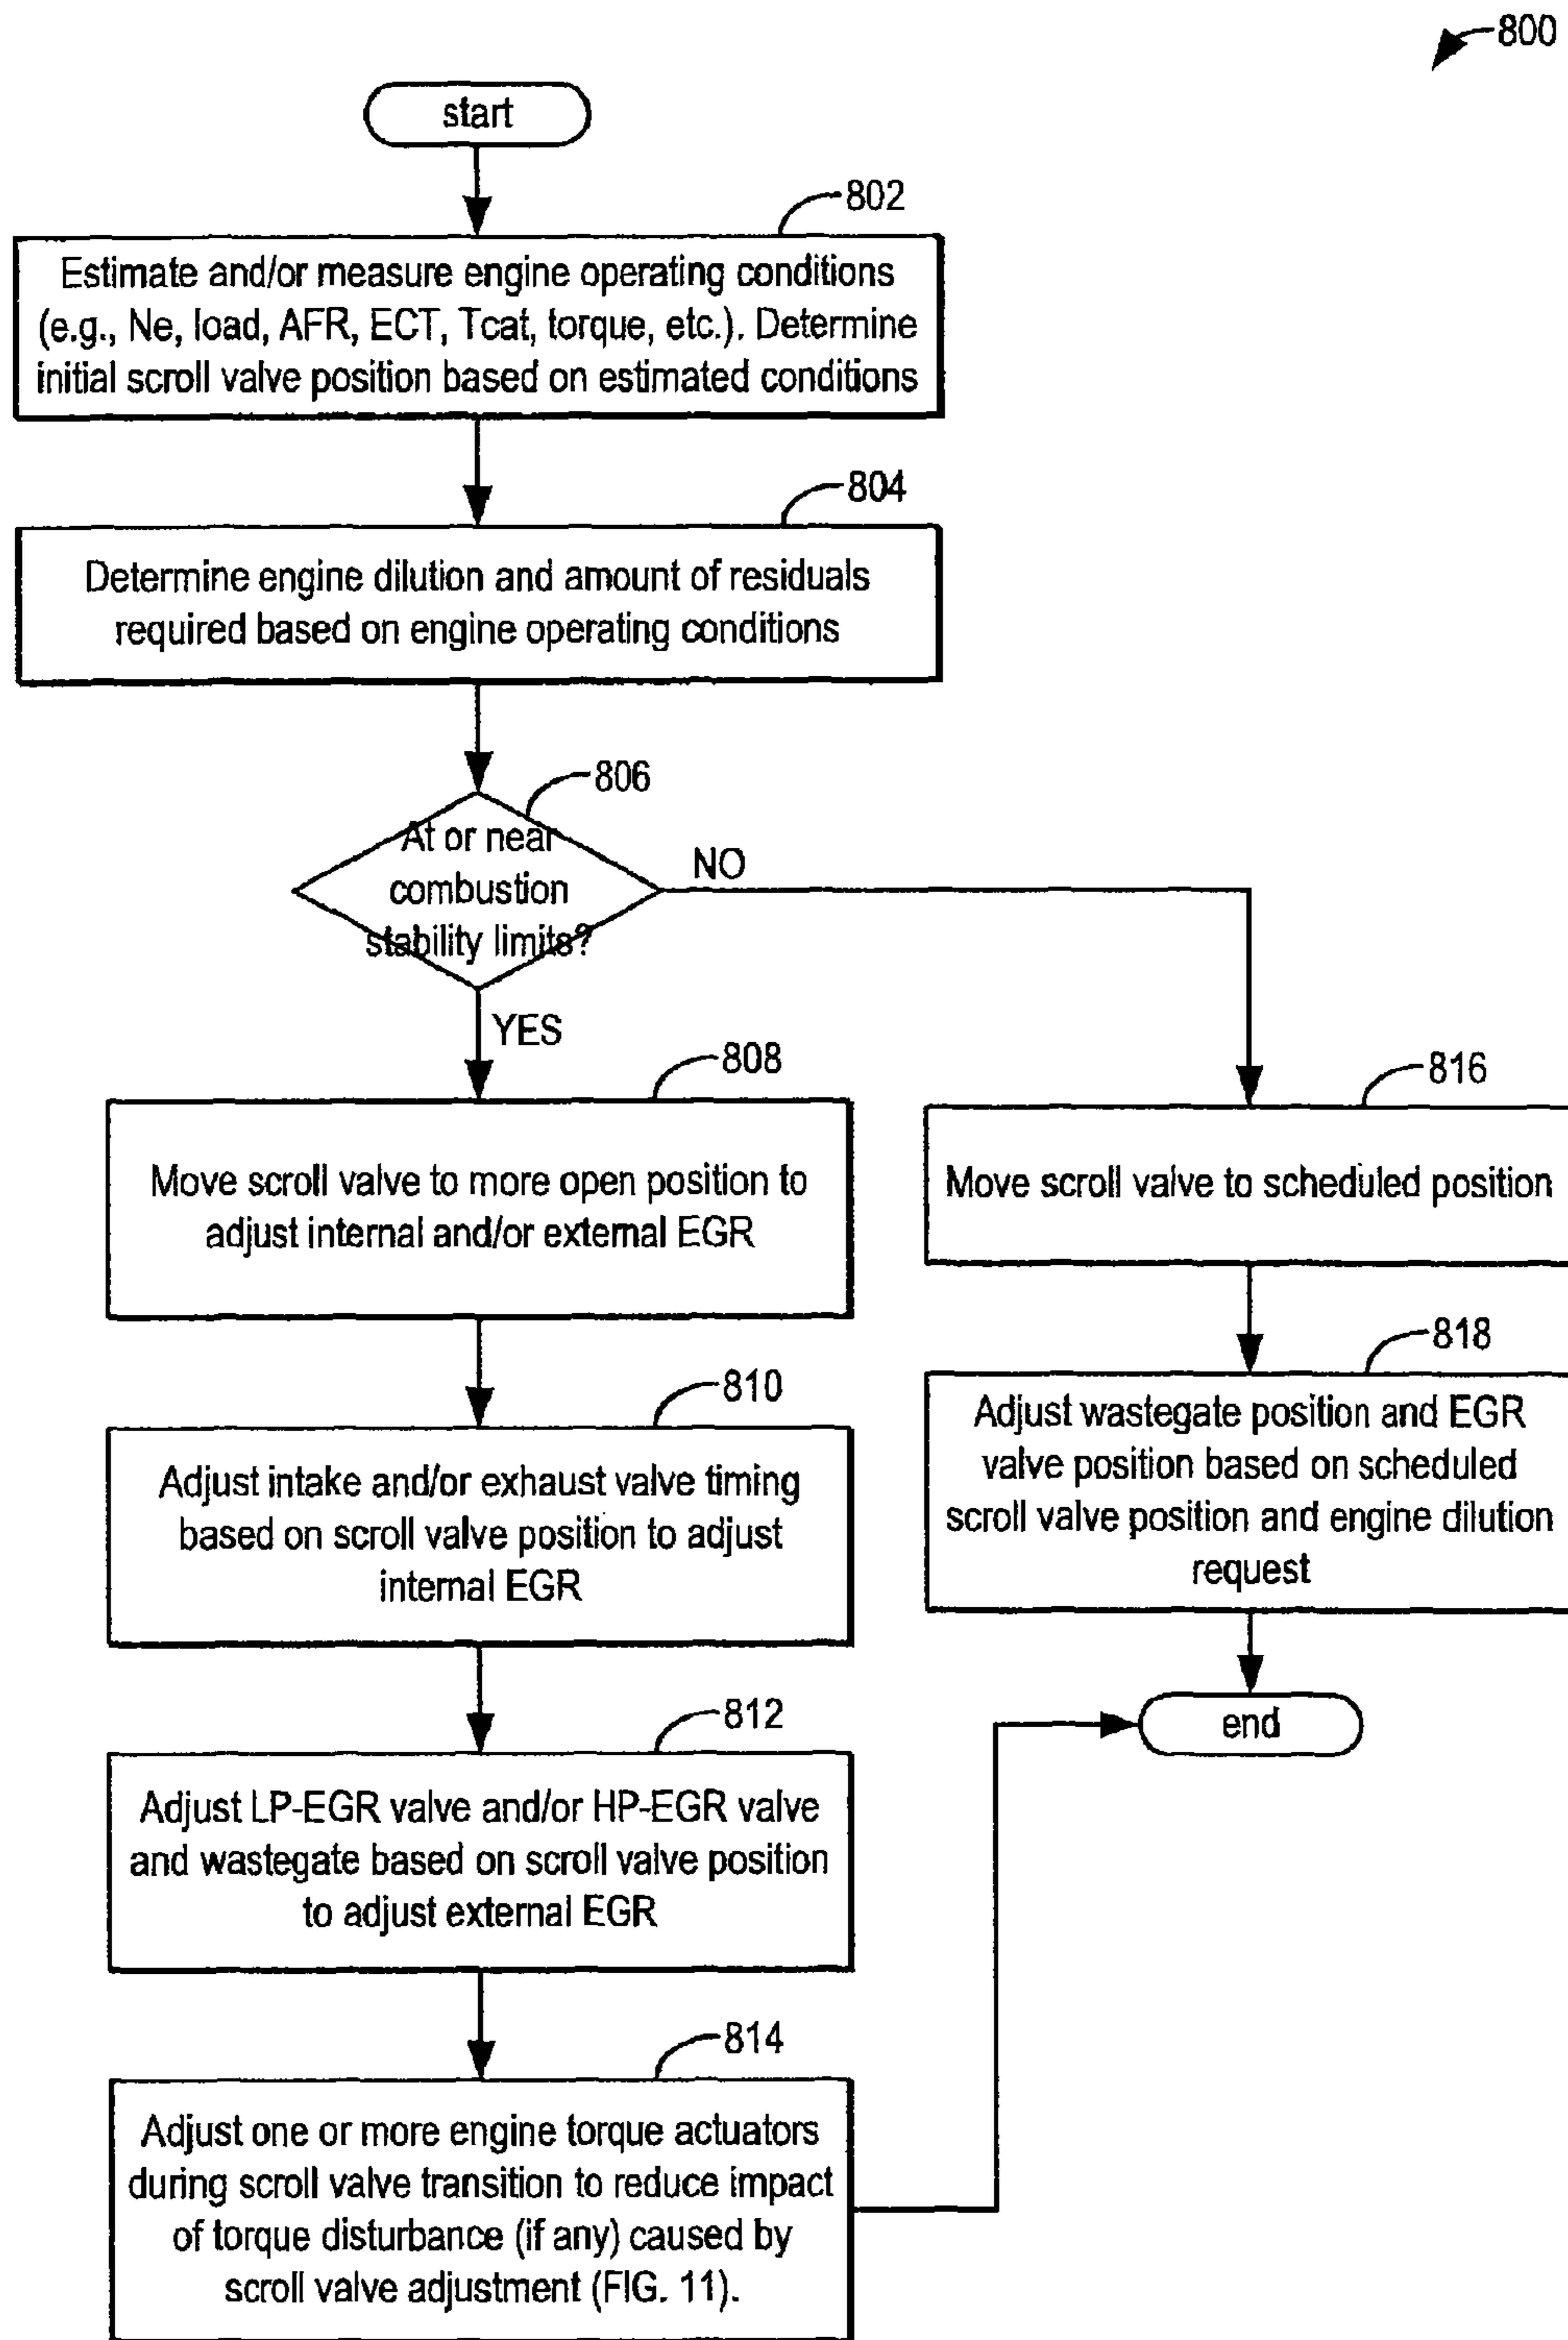 800
start
802
Estimate and/or measure engine operating conditions
(e.g., Ne, load, AFR, ECT, Tcat, torque, etc.). Determine
initial scroll valve position based on estimated conditions
804
Determine engine dilution and amount of residuals
required based on engine operating conditions
806
At or near
combustion
stability limits?
NO
YES
808
Move scroll valve to more open position to
adjust internal and/or external EGR
810
Adjust intake and/or exhaust valve timing
based on scroll valve position to adjust
internal EGR
812
Adjust LP-EGR valve and/or HP-EGR valve
and wastegate based on scroll valve position
to adjust external EGR
814
Adjust one or more engine torque actuators
during scroll valve transition to reduce impact
of torque disturbance (if any) caused by
scroll valve adjustment (FIG. 11).
816
Move scroll valve to scheduled position
818
Adjust wastegate position and EGR
valve position based on scheduled
scroll valve position and engine dilution
request
end